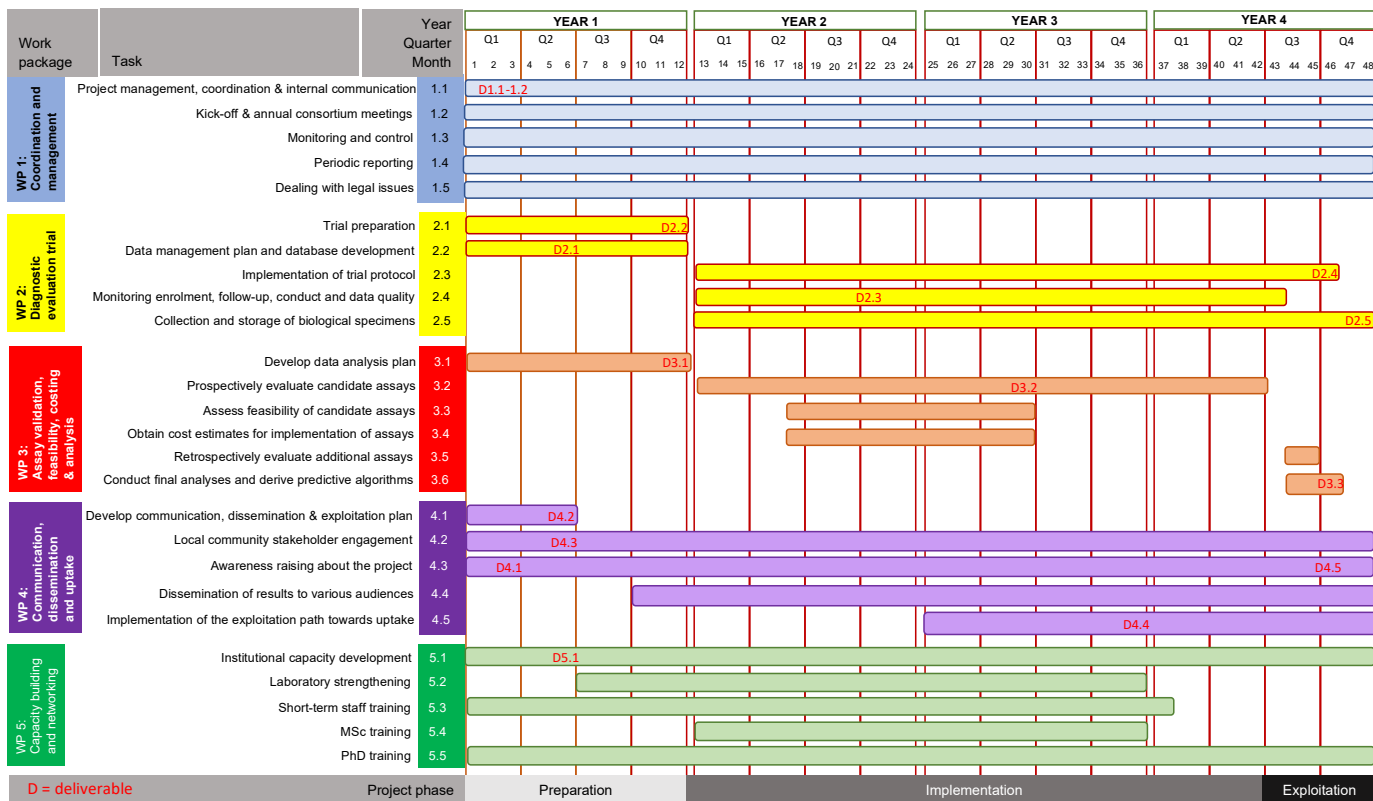 YEAR 1 YEAR 2 YEAR 3 YEAR 4
Work package
Task
Year
Quarter
Month
Q1 Q2 Q3 Q4 Q1 Q2 Q3 Q4 Q1 Q2 Q3 Q4 Q1 Q2 Q3 Q4
1 2 3 4 5 6 7 8 9 10 11 12 13 14 15 16 17 18 19 20 21 22 23 24 25 26 27 28 29 30 31 32 33 34 35 36 37 38 39 40 41 42 43 44 45 46 47 48
WP 1:
Coordination and
management
Project management, coordination & internal communication 1.1 D1.1-1.2
Kick-off & annual consortium meetings 1.2
Monitoring and control 1.3
Periodic reporting 1.4
Dealing with legal issues 1.5
WP 2:
Diagnostic
evaluation trial
Trial preparation 2.1 D2.2
Data management plan and database development 2.2 D2.1
Implementation of trial protocol 2.3 D2.4
Monitoring enrolment, follow-up, conduct and data quality 2.4 D2.3
Collection and storage of biological specimens 2.5 D2.5
WP 3:
Assay validation,
feasibility, costing
& analysis
Develop data analysis plan 3.1 D3.1
Prospectively evaluate candidate assays 3.2 D3.2
Assess feasibility of candidate assays 3.3
Obtain cost estimates for implementation of assays 3.4
Retrospectively evaluate additional assays 3.5
Conduct final analyses and derive predictive algorithms 3.6 D3.3
WP 4:
Communication,
dissemination
and uptake
Develop communication, dissemination & exploitation plan 4.1 D4.2
Local community stakeholder engagement 4.2 D4.3
Awareness raising about the project 4.3 D4.1 D4.5
Dissemination of results to various audiences 4.4
Implementation of the exploitation path towards uptake 4.5 D4.4
WP 5:
Capacity building
and networking
Institutional capacity development 5.1 D5.1
Laboratory strengthening 5.2
Short-term staff training 5.3
MSc training 5.4
PhD training 5.5
D = deliverable Project phase Preparation Implementation Exploitation